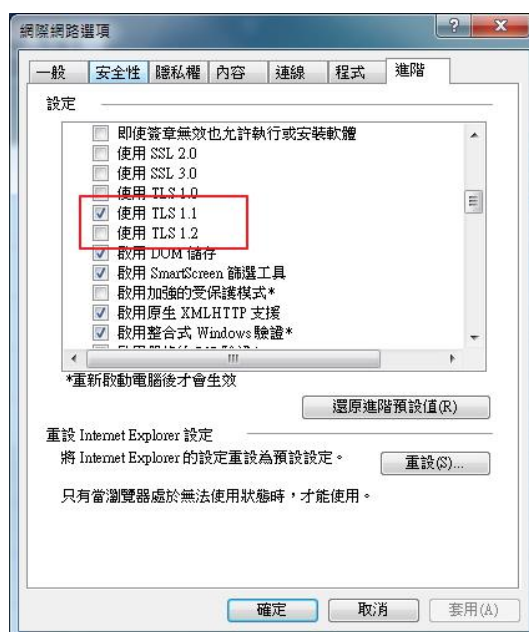 網際網路選項
一般 安全性 隱私權 內容 連線 程式 進階
設定
即使簽章無效也允許執行或安裝軟體
使用 SSL 2.0
使用 SSL 3.0
使用 TLS 1.0
使用 TLS 1.1
使用 TLS 1.2
啟用 DOM 儲存
啟用 SmartScreen 篩選工具
啟用加強的受保護模式*
啟用原生 XMLHTTP 支援
啟用整合式 Windows 驗證*
*重新啟動電腦後才會生效
還原進階預設值(R)
重設 Internet Explorer 設定
將 Internet Explorer 的設定重設為預設設定。
重設(S)...
只有當瀏覽器處於無法使用狀態時，才能使用。
確定 取消 套用(A)